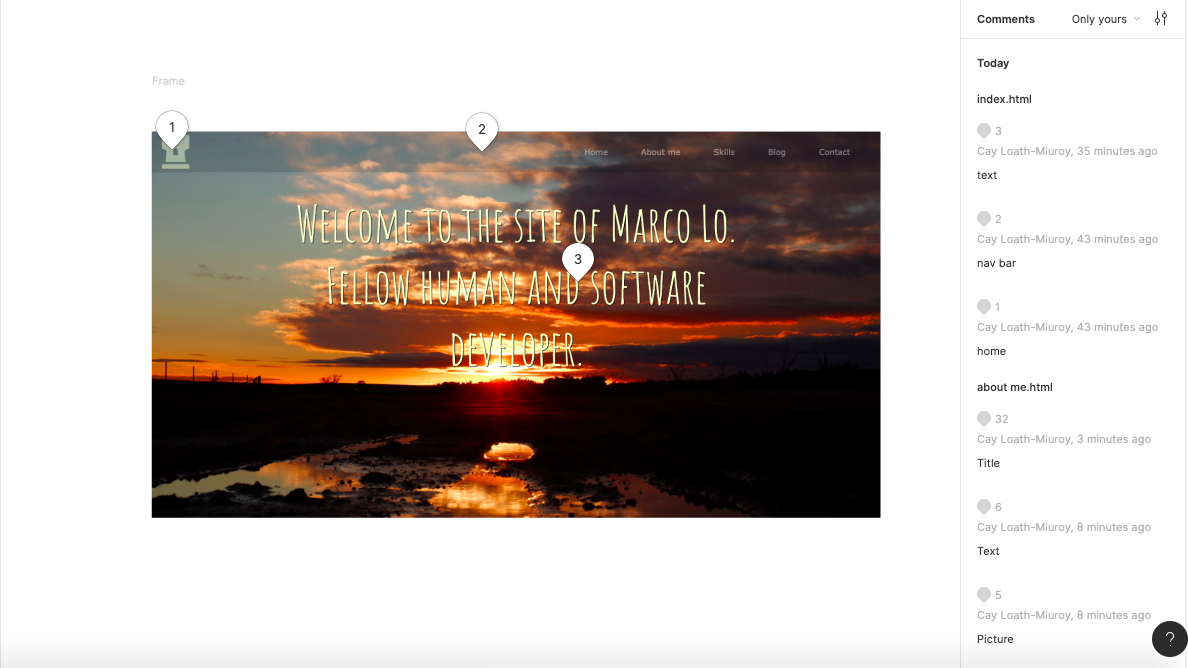 Frame
1
2
Home About me Skills Blog Contact
Welcome to the site of Marco Lo.
3
Fellow human and software
developer.
Comments Only yours
Today
index.html
3
Cay Loath-Miuroy, 35 minutes ago
text
2
Cay Loath-Miuroy, 43 minutes ago
nav bar
1
Cay Loath-Miuroy, 43 minutes ago
home
about me.html
32
Cay Loath-Miuroy, 3 minutes ago
Title
6
Cay Loath-Miuroy, 8 minutes ago
Text
5
Cay Loath-Miuroy, 8 minutes ago
Picture
?